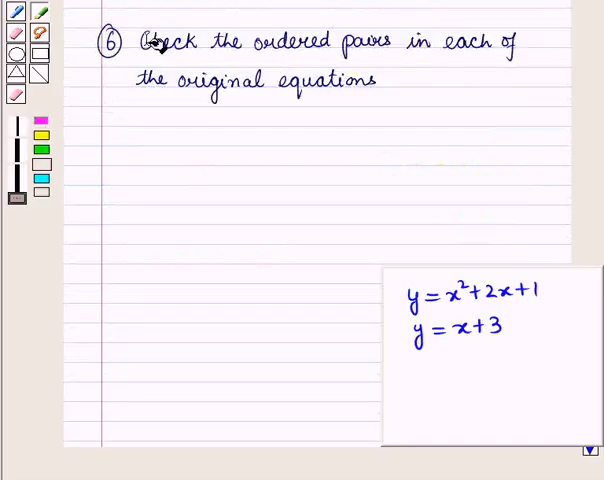 ⑥ Check the ordered pairs in each of
the original equations
y = x² + 2x + 1
y = x + 3